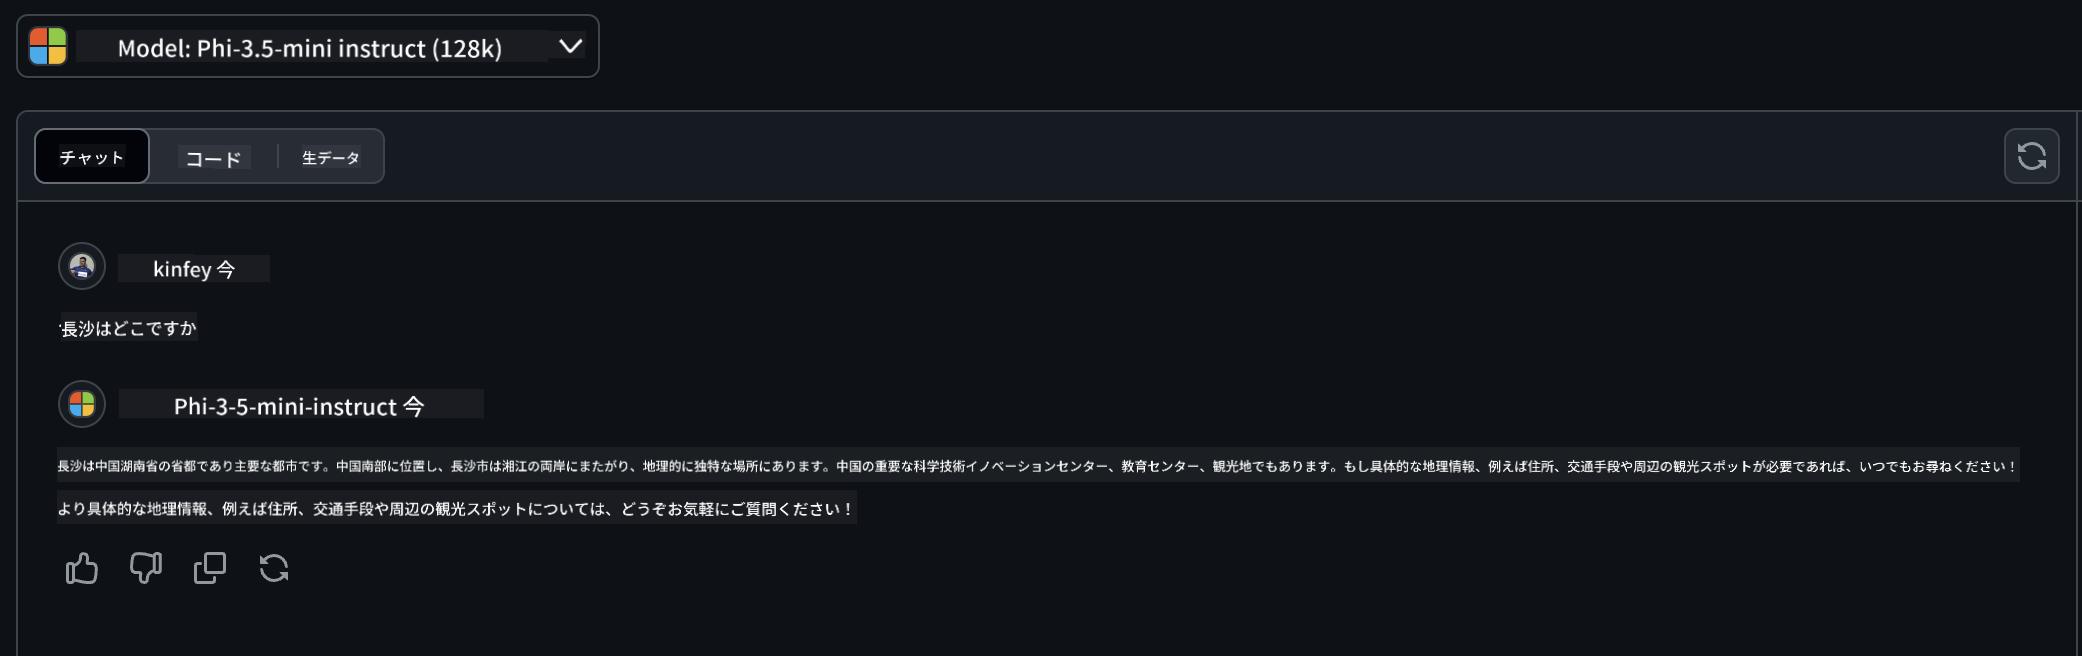 Model: Phi-3.5-mini instruct (128k)
チャット
コード
生データ
kinfey 今
長沙はどこですか
Phi-3-5-mini-instruct 今
長沙は中国湖南省の省都であり主要な都市です。中国南部に位置し、長沙市は湘江の両岸にまたがり、地理的に独特な場所にあります。中国の重要な科学技術イノベーションセンター、教育センター、観光地でもあります。もし具体的な地理情報、例えば住所、交通手段や周辺の観光スポットが必要であれば、いつでもお尋ねください！
より具体的な地理情報、例えば住所、交通手段や周辺の観光スポットについては、どうぞお気軽にご質問ください！